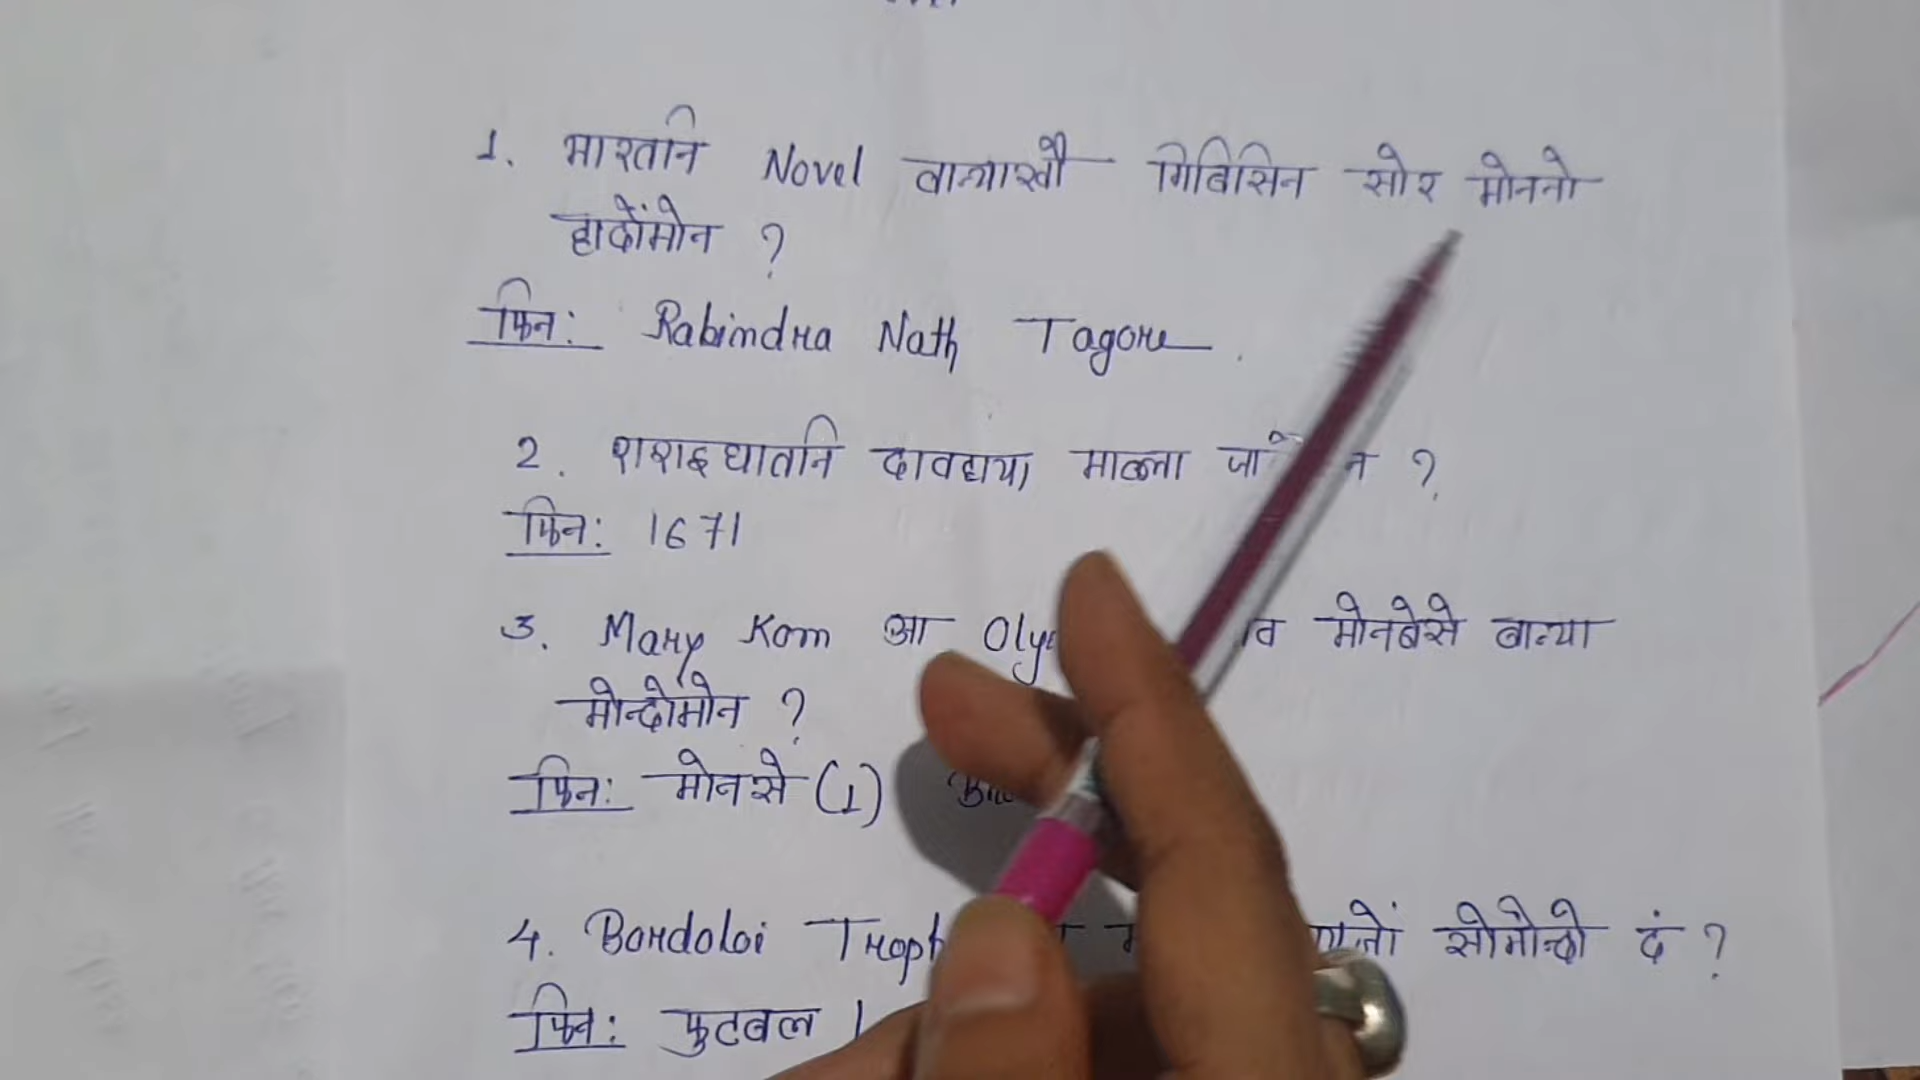 1. भारतनि Novel बान्थाखौ गिबिसिन सोर मोननो
हादोंमोन ?
फिन: Rabindra Nath Tagore.
2. शराइघातनि दावहाया माब्ला जा न ?
फिन: 1671
3. Mary Kom आ मोनबेसे बान्था
मोन्दोंमोन ?
फिन: मोनसे (1)
4. Bordoloi सोमोन्दो दं ?
फिन: फुटबल ।